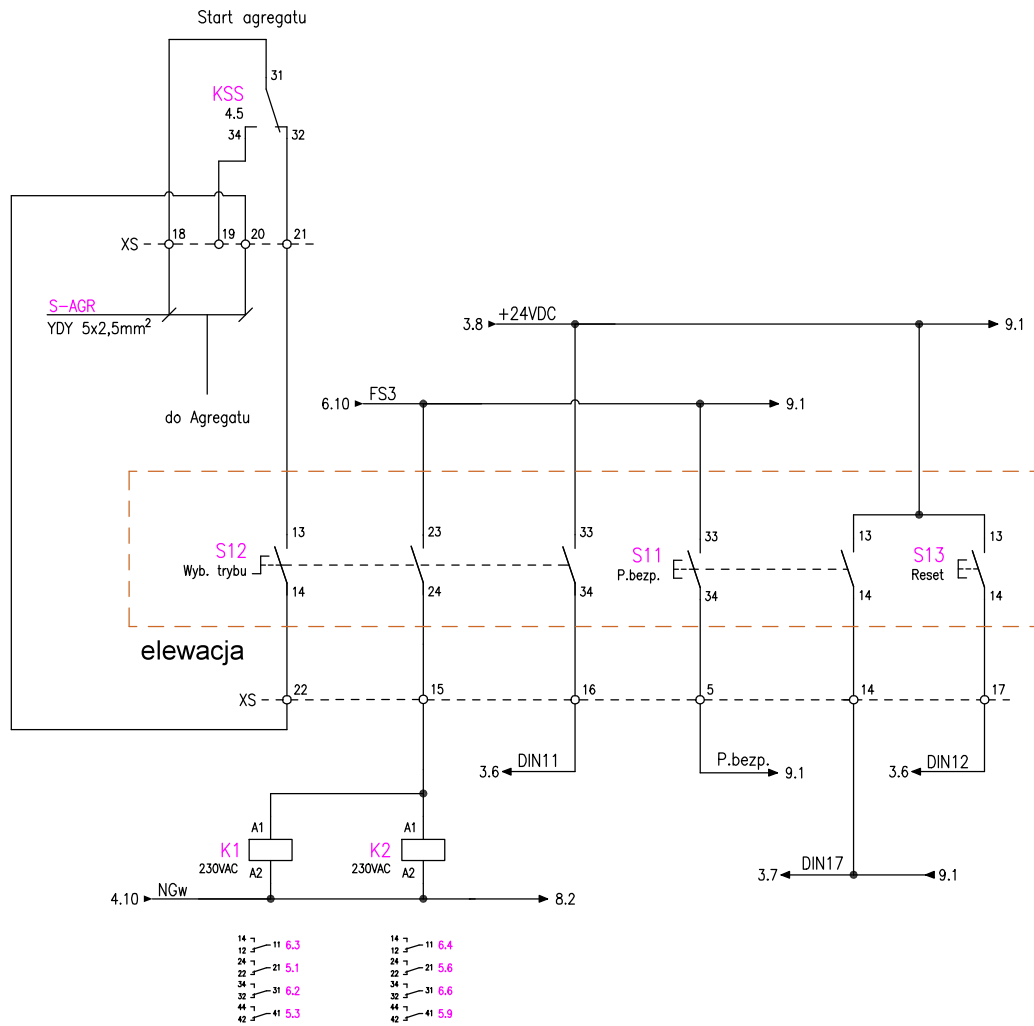 Start agregatu
31
KSS
4.5
34
32
XS
18
19
20
21
S-AGR
YDY 5x2,5mm²
do Agregatu
3.8
+24VDC
9.1
6.10
FS3
9.1
13
23
33
33
13
13
S12
Wyb. trybu
S11
P.bezp.
S13
Reset
14
24
34
34
14
14
elewacja
XS
22
15
16
5
14
17
3.6
DIN11
P.bezp.
9.1
3.6
DIN12
A1
A1
K1
230VAC
K2
230VAC
A2
A2
3.7
DIN17
9.1
4.10
NGw
8.2
14
12
11 6.3
14
12
11 6.4
24
22
21 5.1
24
22
21 5.6
34
32
31 6.2
34
32
31 6.6
44
42
41 5.3
44
42
41 5.9